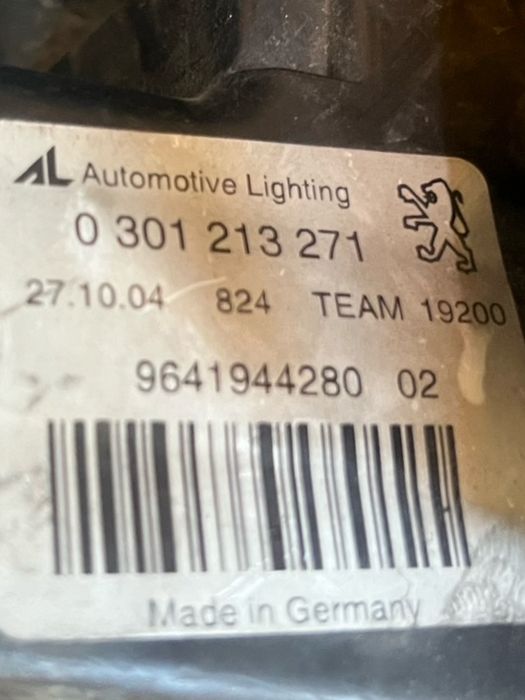 AL Automotive Lighting
0 301 213 271
27.10.04 824 TEAM 19200
9641944280 02
Made in Germany